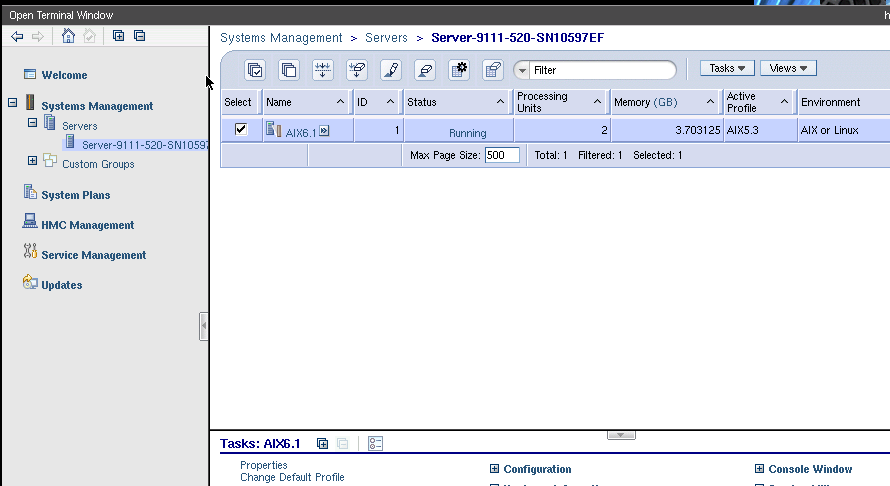 Open Terminal Window
Welcome
Systems Management
Servers
Server-9111-520-SN10597
Custom Groups
System Plans
HMC Management
Service Management
Updates
Systems Management > Servers > Server-9111-520-SN10597EF
Filter
Tasks
Views
Select Name ID Status Processing Units Memory (GB) Active Profile Environment
AIX6.1 1 Running 2 3.703125 AIX5.3 AIX or Linux
Max Page Size: 500 Total: 1 Filtered: 1 Selected: 1
Tasks: AIX6.1
Properties
Change Default Profile
Configuration
Console Window